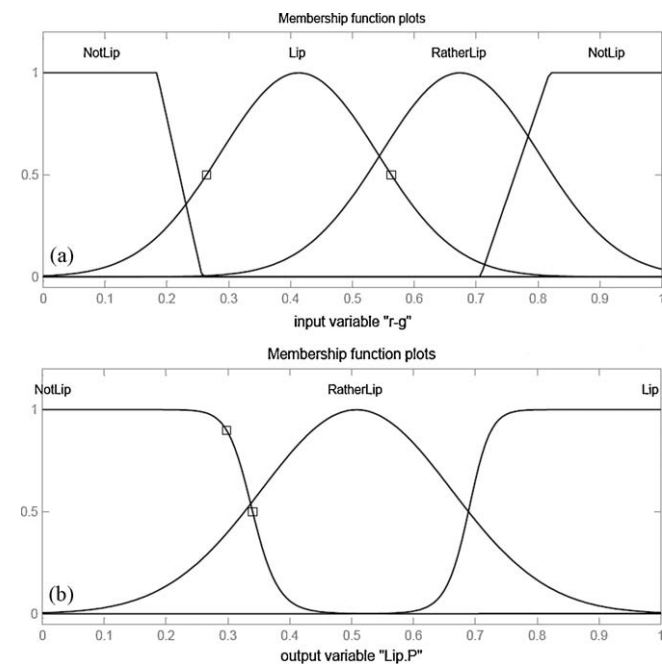 Membership function plots
NotLip Lip RatherLip NotLip
1
0.5
0
(a)
0 0.1 0.2 0.3 0.4 0.5 0.6 0.7 0.8 0.9 1
input variable "r-g"
Membership function plots
NotLip RatherLip Lip
1
0.5
0
(b)
0 0.1 0.2 0.3 0.4 0.5 0.6 0.7 0.8 0.9 1
output variable "Lip.P"